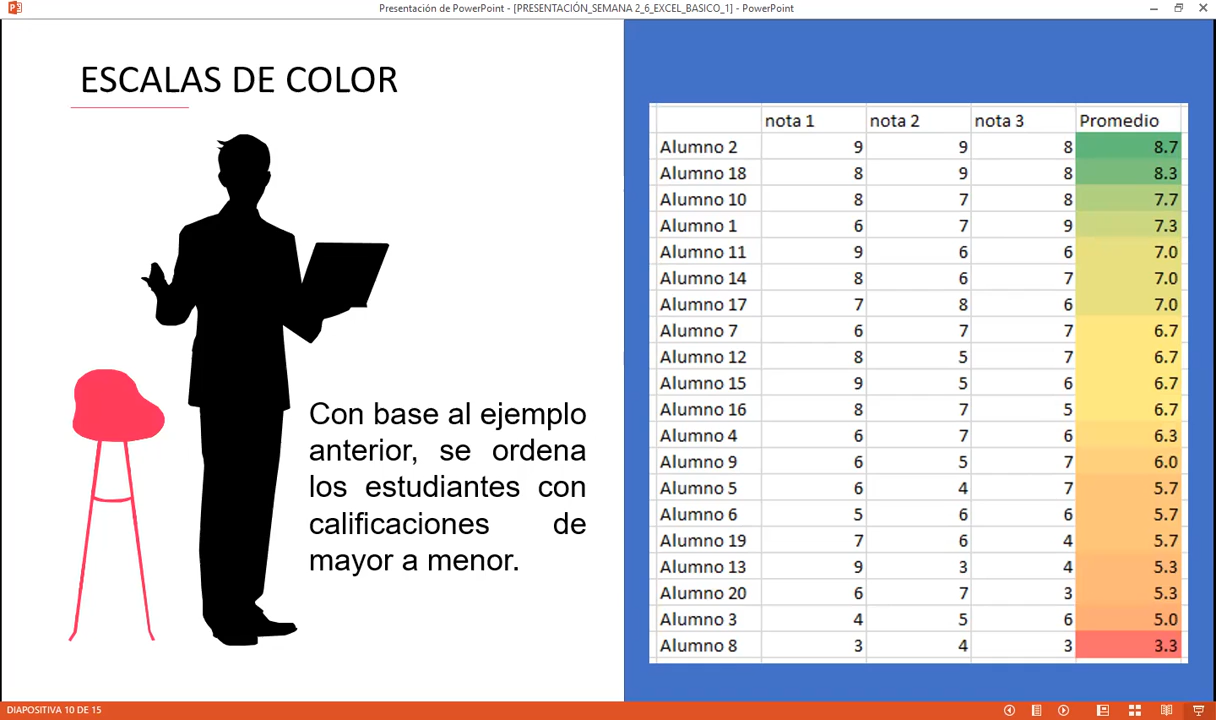 Presentación de PowerPoint - [PRESENTACIÓN_SEMANA 2_6_EXCEL_BASICO_1] - PowerPoint
ESCALAS DE COLOR
Con base al ejemplo
anterior, se ordena
los estudiantes con
calificaciones de
mayor a menor.
nota 1 nota 2 nota 3 Promedio
Alumno 2 9 9 8 8.7
Alumno 18 8 9 8 8.3
Alumno 10 8 7 8 7.7
Alumno 1 6 7 9 7.3
Alumno 11 9 6 6 7.0
Alumno 14 8 6 7 7.0
Alumno 17 7 8 6 7.0
Alumno 7 6 7 7 6.7
Alumno 12 8 5 7 6.7
Alumno 15 9 5 6 6.7
Alumno 16 8 7 5 6.7
Alumno 4 6 7 6 6.3
Alumno 9 6 5 7 6.0
Alumno 5 6 4 7 5.7
Alumno 6 5 6 6 5.7
Alumno 19 7 6 4 5.7
Alumno 13 9 3 4 5.3
Alumno 20 6 7 3 5.3
Alumno 3 4 5 6 5.0
Alumno 8 3 4 3 3.3
DIAPOSITIVA 10 DE 15